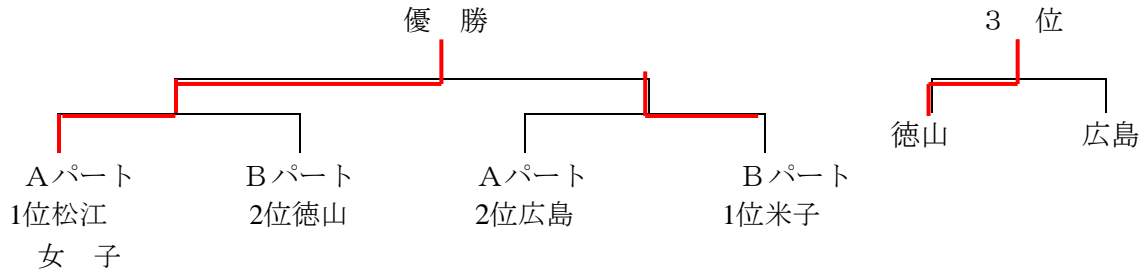 優　勝
３　位
徳山
広島
Ａパート
Ｂパート
Ａパート
Ｂパート
1位松江
2位徳山
2位広島
1位米子
女　子